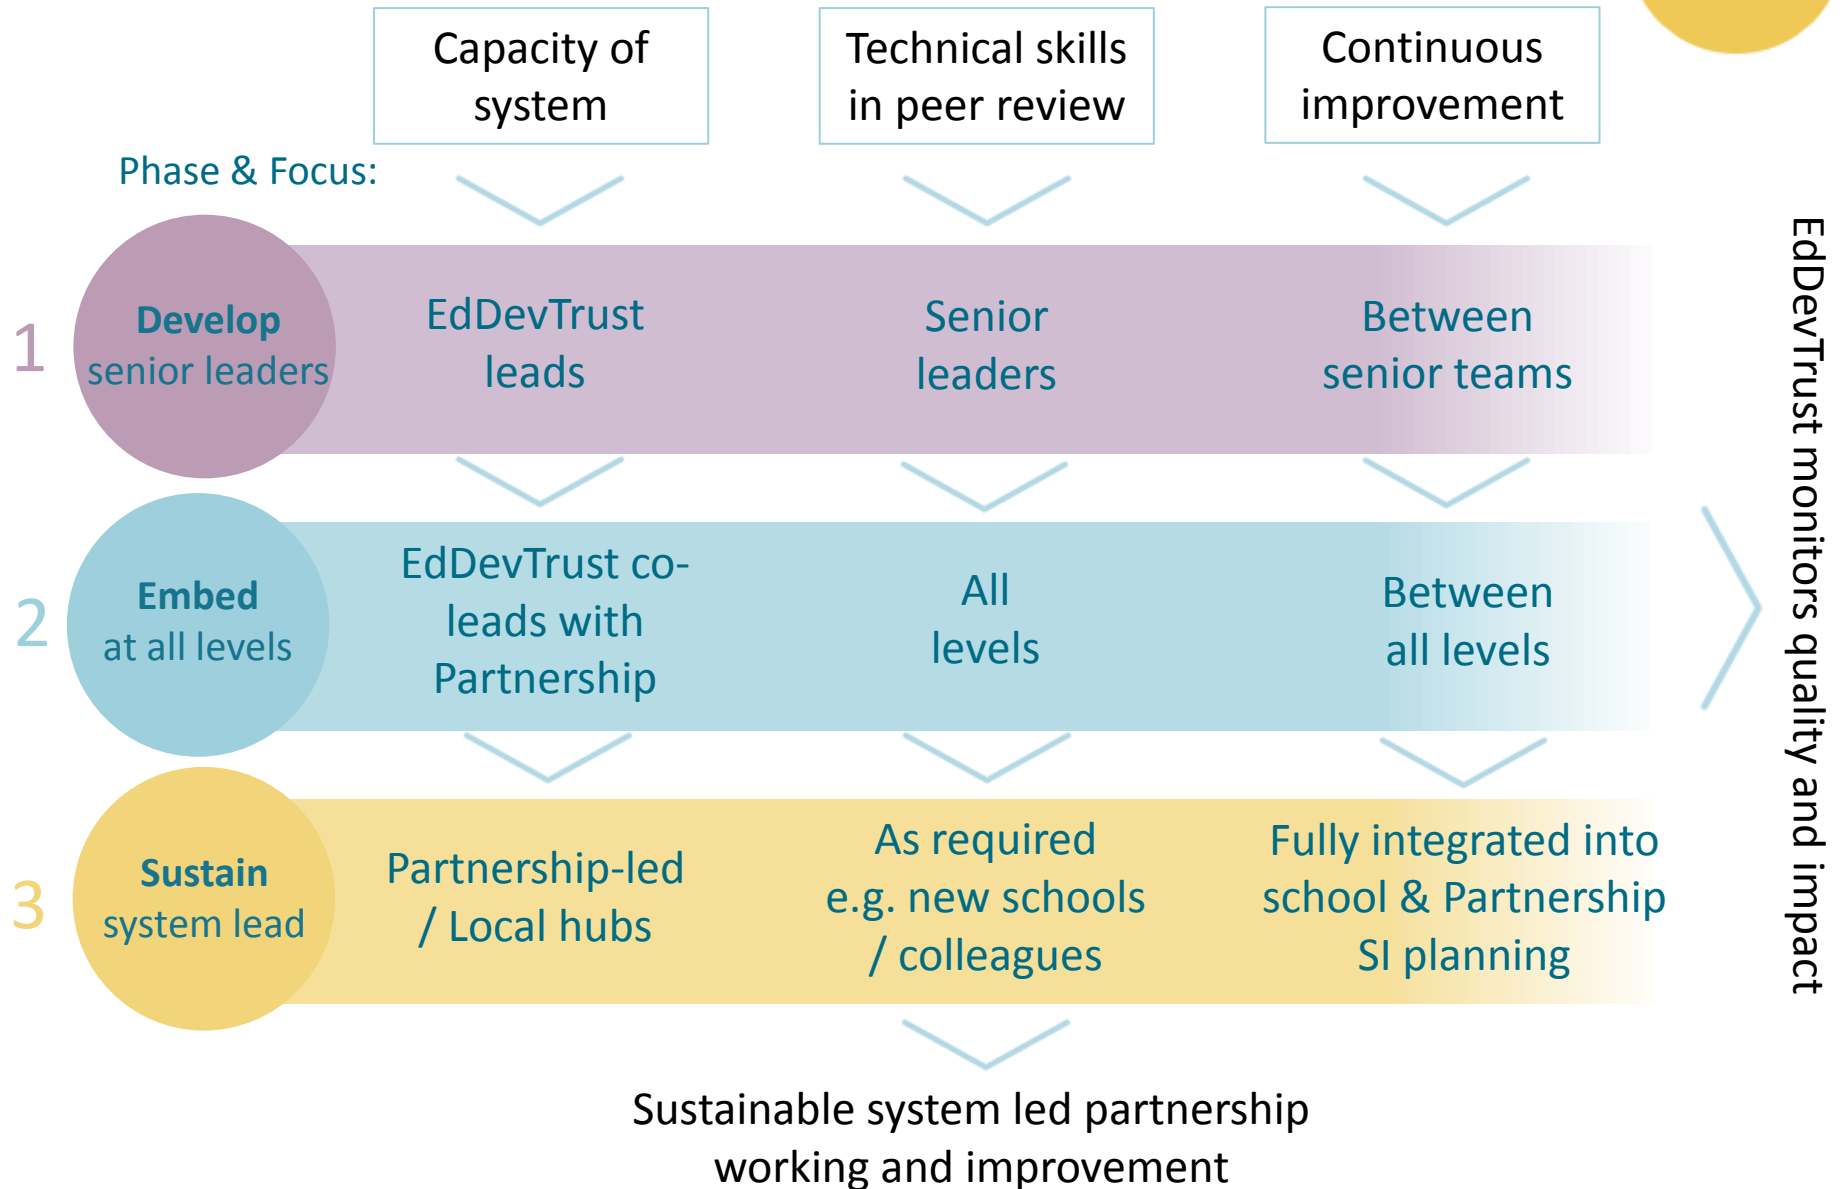 Capacity of
system
Technical skills
in peer review
Continuous
improvement
Phase & Focus:
1
Develop
senior leaders
EdDevTrust
leads
Senior
leaders
Between
senior teams
2
Embed
at all levels
EdDevTrust co-
leads with
Partnership
All
levels
Between
all levels
3
Sustain
system lead
Partnership-led
/ Local hubs
As required
e.g. new schools
/ colleagues
Fully integrated into
school & Partnership
SI planning
EdDevTrust monitors quality and impact
Sustainable system led partnership
working and improvement